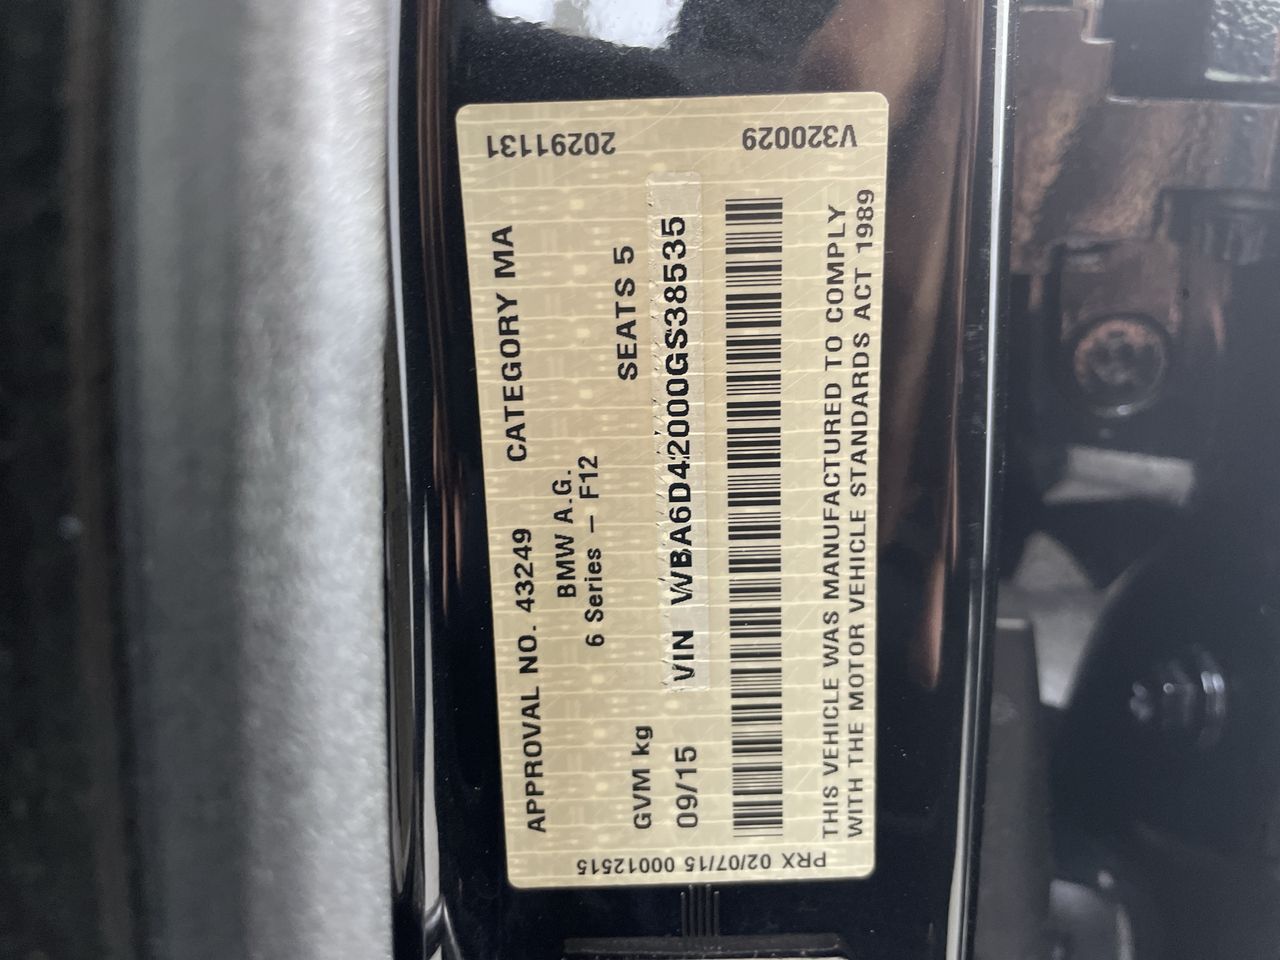 APPROVAL NO. 43249 CATEGORY MA
BMW A.G.
6 Series – F12
GVM kg SEATS 5
09/15 VIN WBA6D42000GS38535
THIS VEHICLE WAS MANUFACTURED TO COMPLY
WITH THE MOTOR VEHICLE STANDARDS ACT 1989
20291131
V320029
PRX 02/07/15 00012515